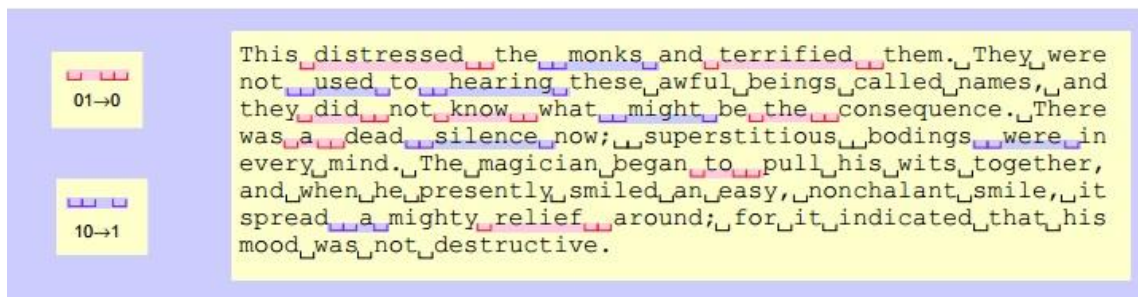 01→0
10→1
This distressed  the  monks and terrified  them. They were
not  used to  hearing these awful beings called names, and
they did  not know  what  might be the  consequence. There
was a  dead  silence now;  superstitious  bodings  were in
every mind. The magician began to  pull his wits together,
and when he presently smiled an easy, nonchalant smile, it
spread  a mighty relief  around; for it indicated that his
mood was not destructive.